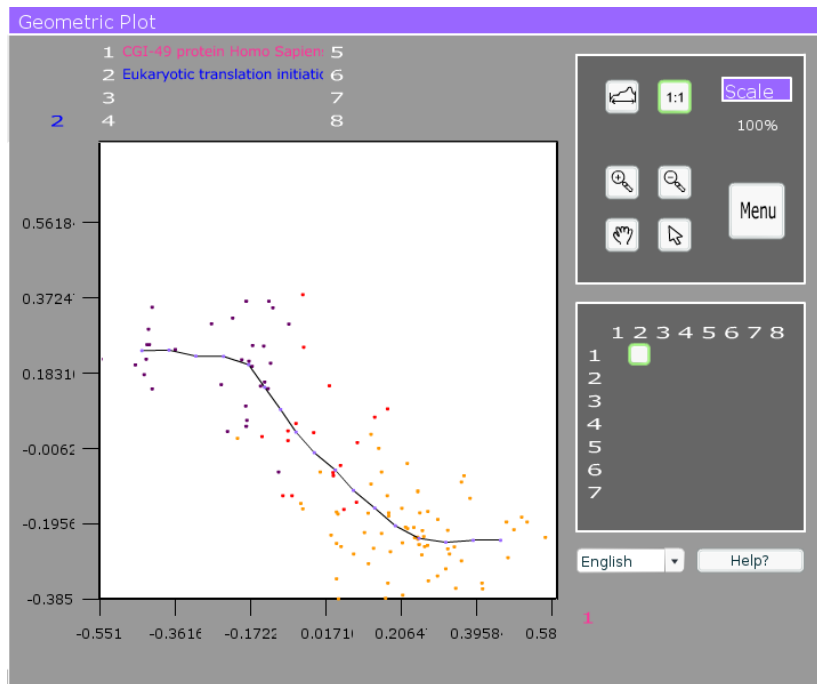 Geometric Plot
1 CGI-49 protein Homo Sapiens 5
2 Eukaryotic translation initiatic 6
3 7
2 4 8
Scale
1:1
100%
Menu
0.5618
0.3724
0.1831
-0.0062
-0.1956
-0.385
-0.551 -0.3616 -0.1722 0.0171 0.2064 0.3958 0.58
1 2 3 4 5 6 7 8
1
2
3
4
5
6
7
English Help?
1